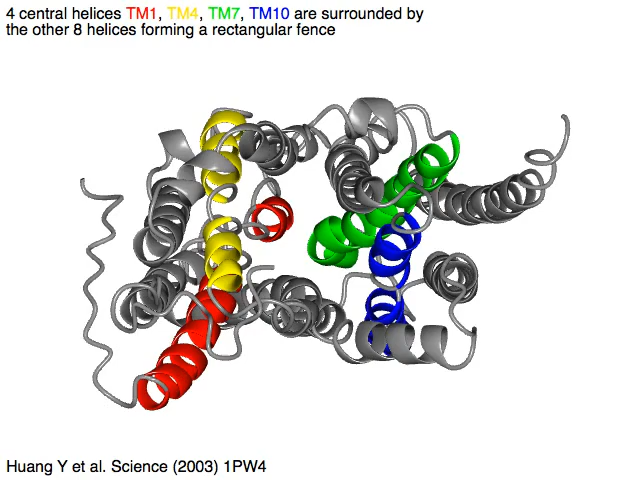 4 central helices TM1, TM4, TM7, TM10 are surrounded by
the other 8 helices forming a rectangular fence
Huang Y et al. Science (2003) 1PW4